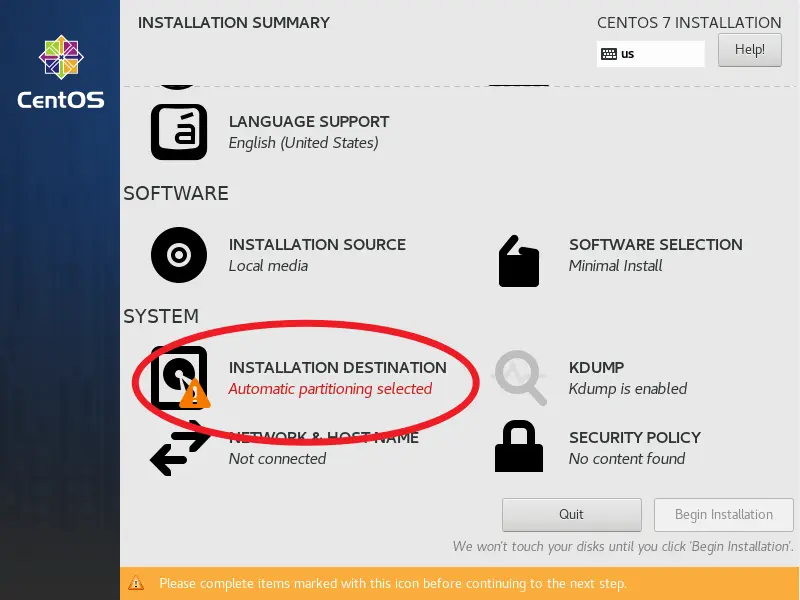 INSTALLATION SUMMARY
CENTOS 7 INSTALLATION
us
Help!
CentOS
LANGUAGE SUPPORT
English (United States)
SOFTWARE
INSTALLATION SOURCE
Local media
SOFTWARE SELECTION
Minimal Install
SYSTEM
INSTALLATION DESTINATION
Automatic partitioning selected
KDUMP
Kdump is enabled
NETWORK & HOST NAME
Not connected
SECURITY POLICY
No content found
Quit
Begin Installation
We won't touch your disks until you click 'Begin Installation'.
Please complete items marked with this icon before continuing to the next step.